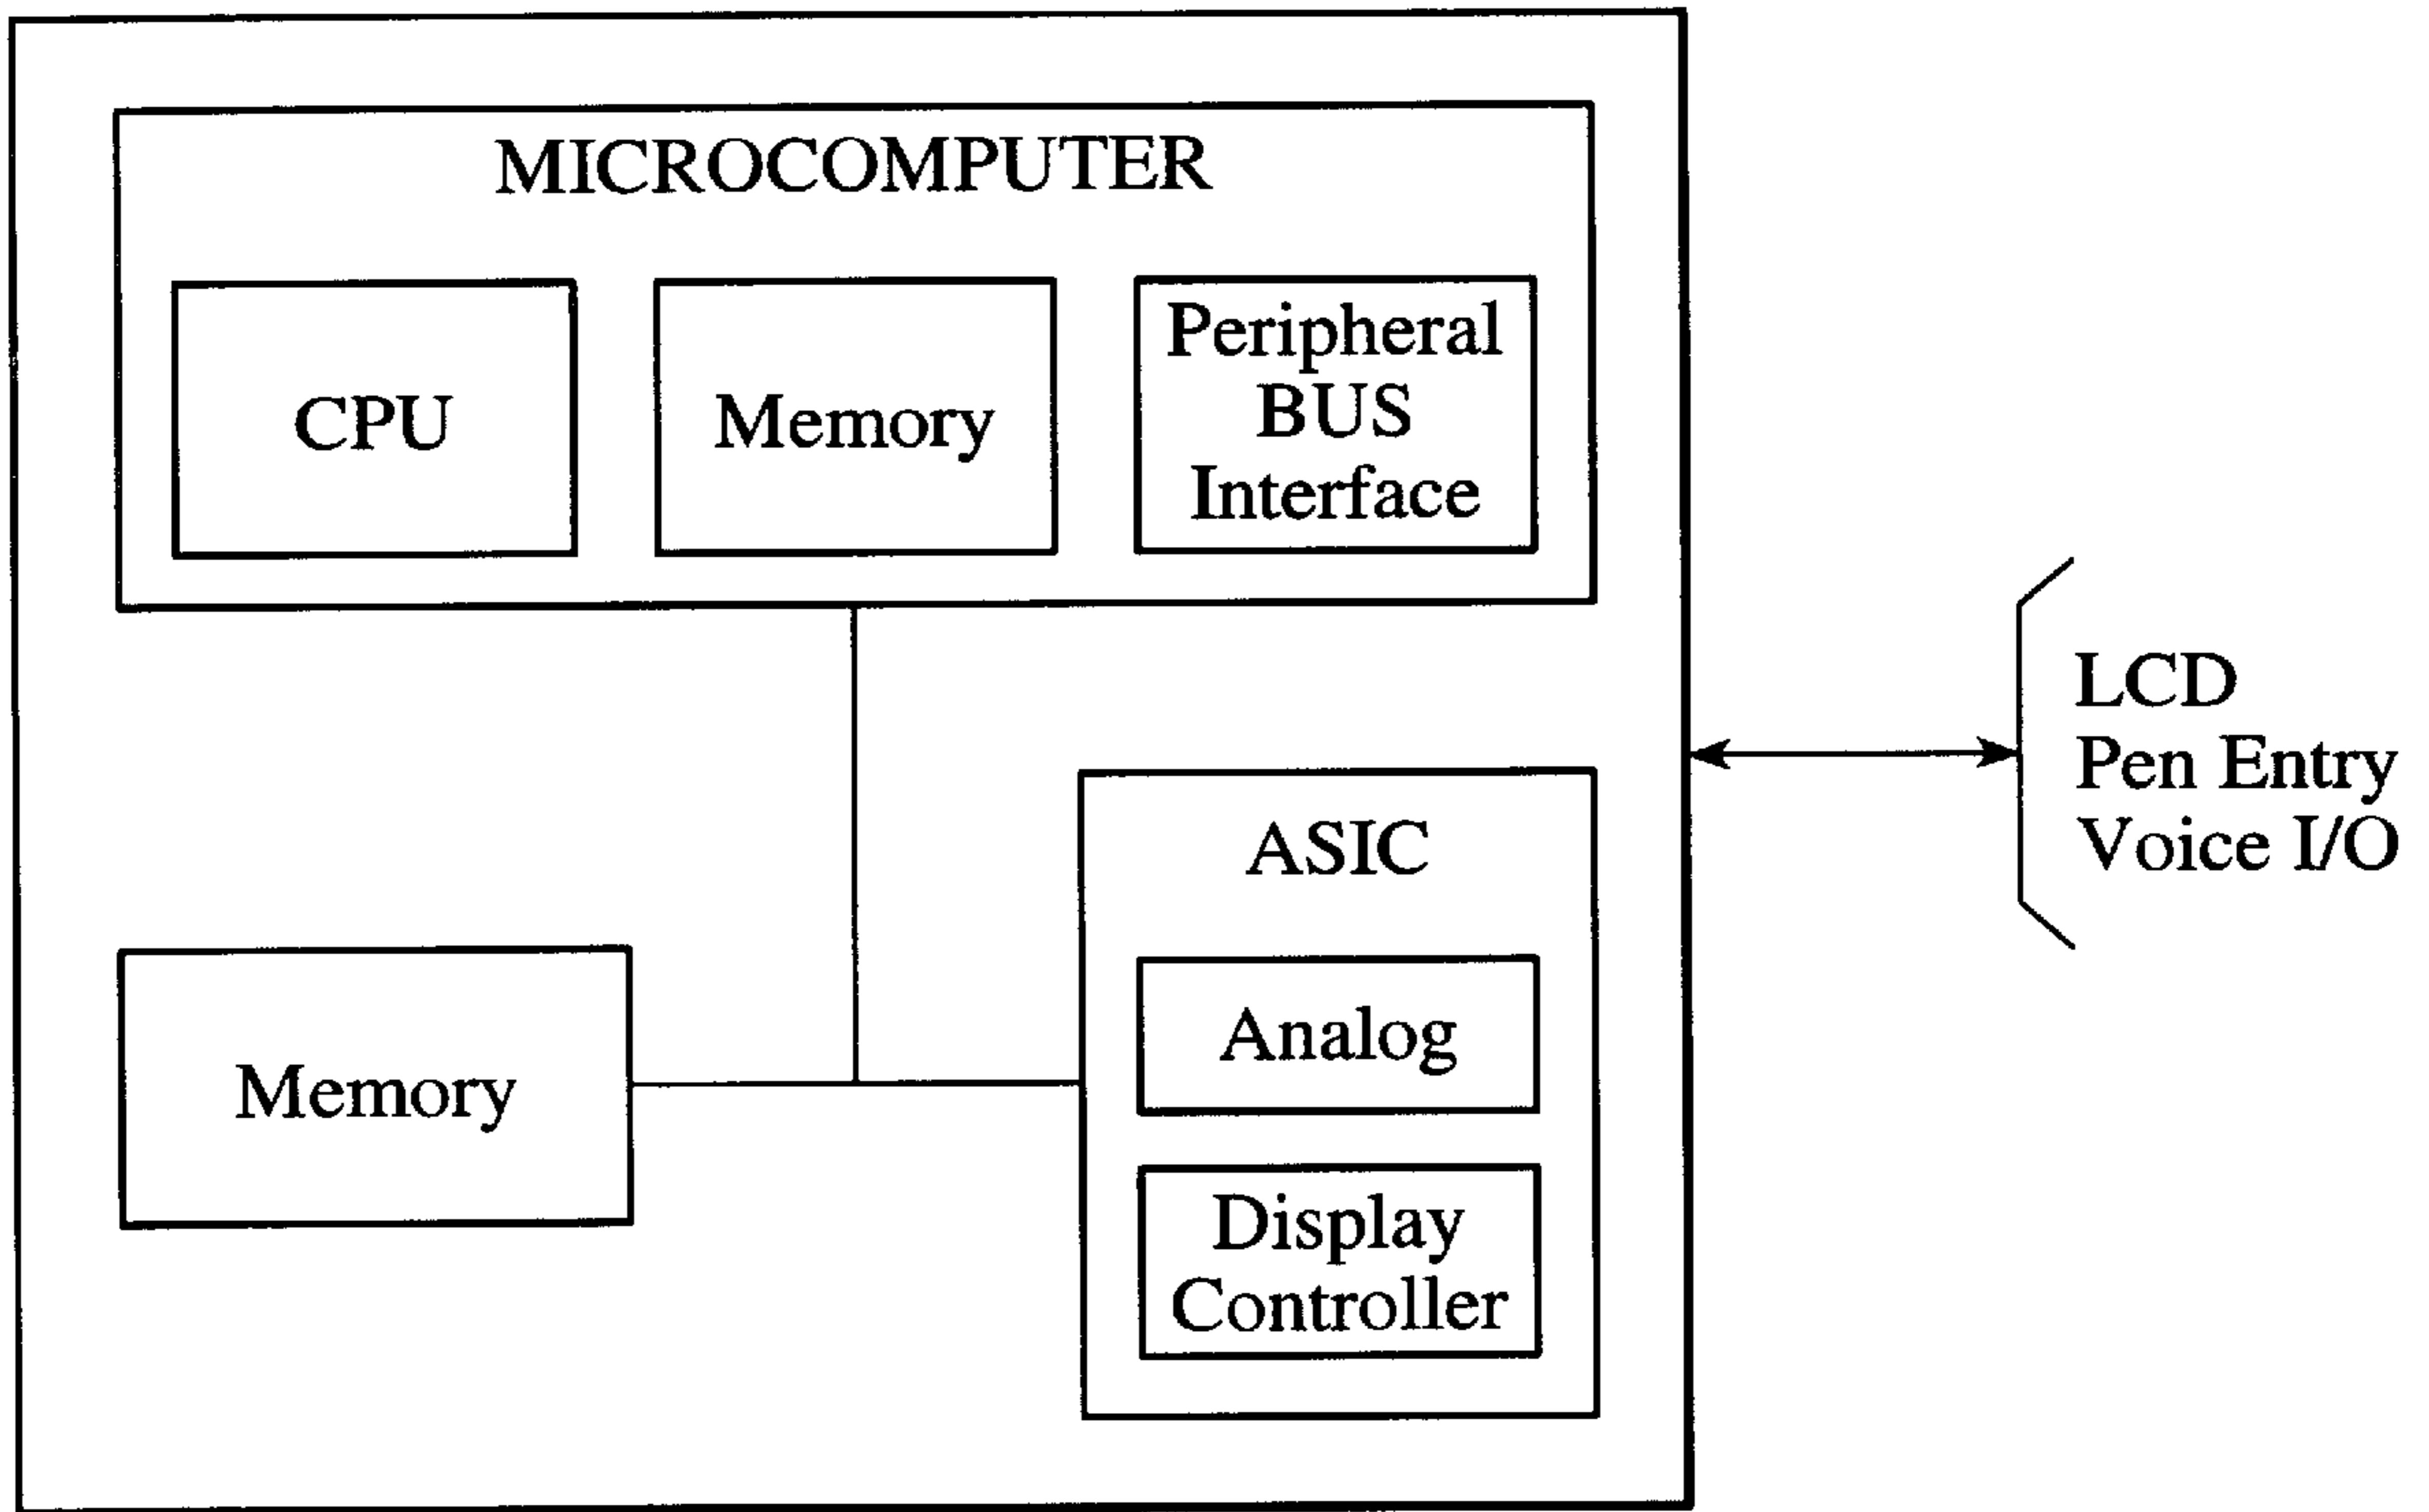 MICROCOMPUTER
CPU
Memory
Peripheral
BUS
Interface
LCD
Pen Entry
Voice I/O
ASIC
Analog
Memory
Display
Controller